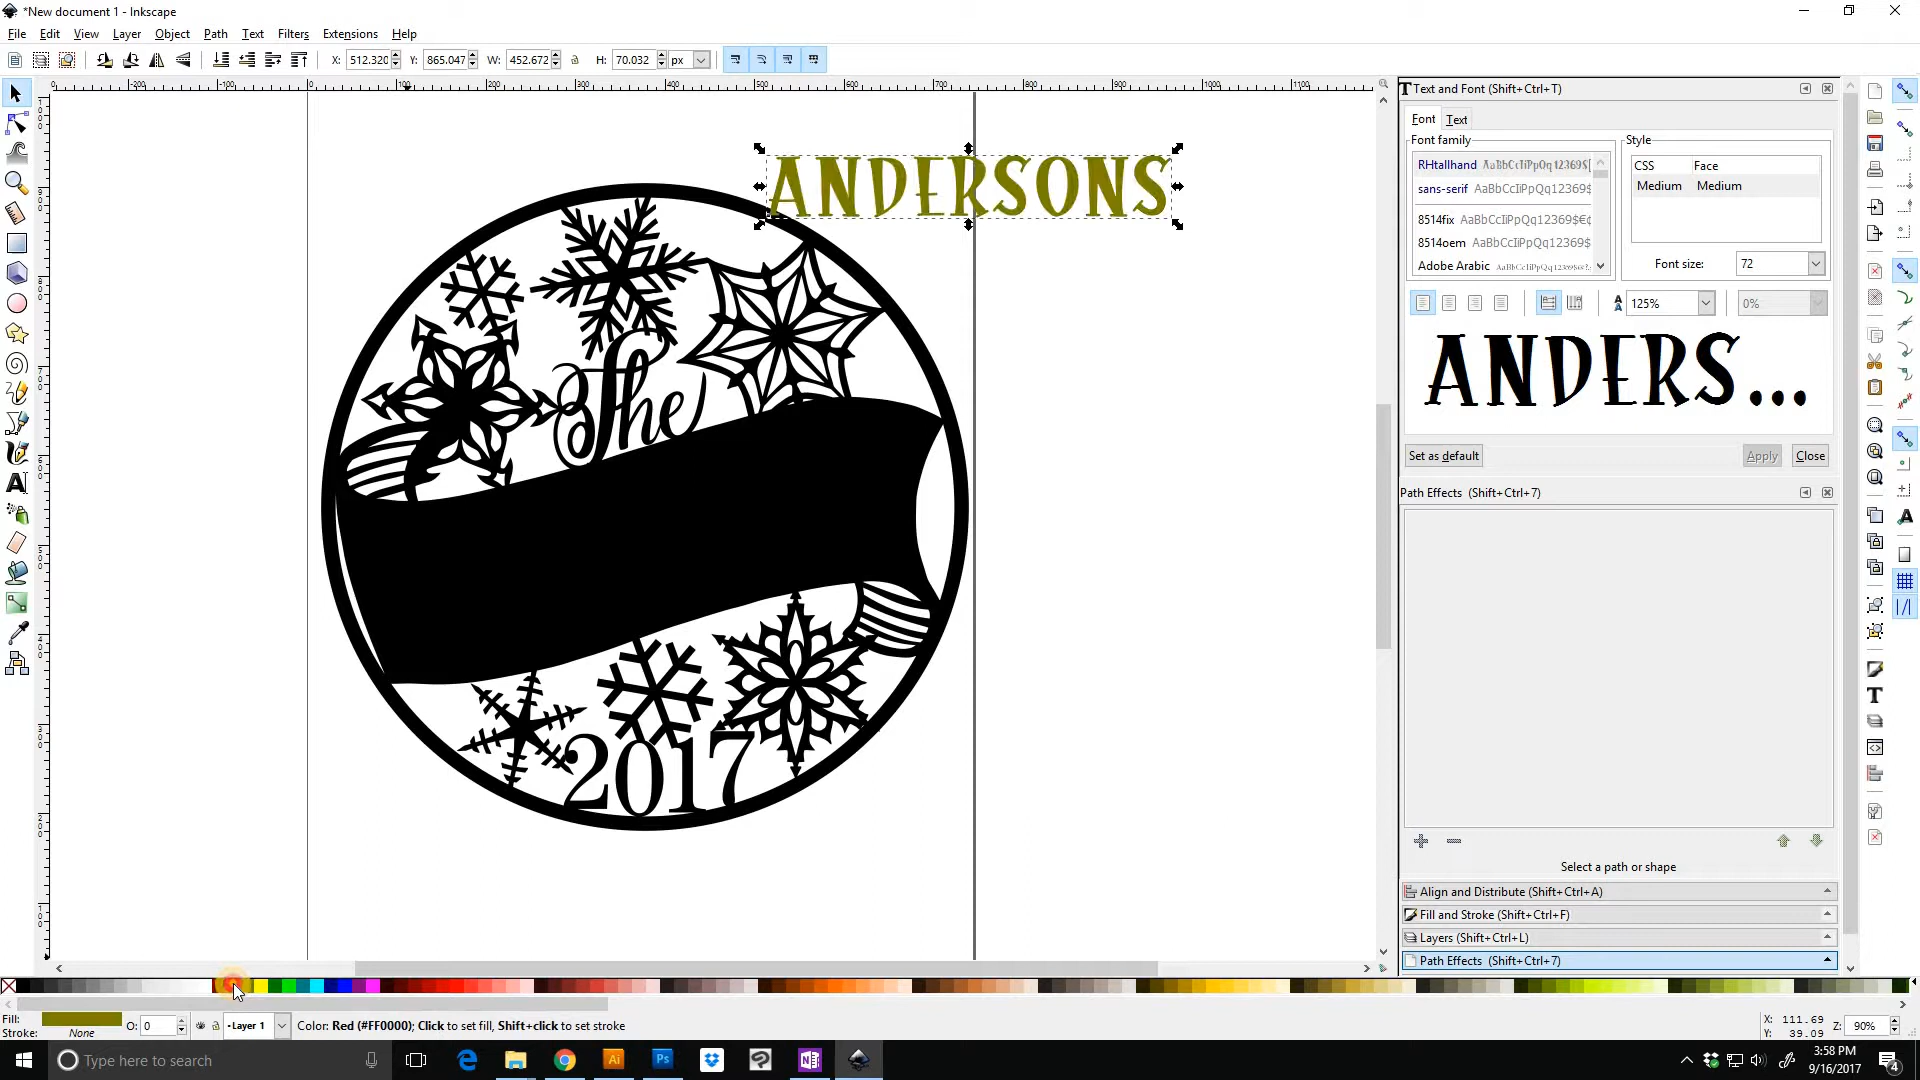 *New document 1 - Inkscape
File Edit View Layer Object Path Text Filters Extensions Help
X: 512.320 Y: 865.047 W: 452.672 H: 70.032 px
ANDERSONS
The
2017
Text and Font (Shift+Ctrl+T)
Font Text
Font family
RHtallhand AaBbCcIiPpQq12369$
sans-serif AaBbCcIiPpQq12369$
8514fix AaBbCcIiPpQq12369$€¢
8514oem AaBbCcIiPpQq12369$
Adobe Arabic AaBbCcIiPpQq12369$
Style
CSS Face
Medium Medium
Font size: 72
125% 0%
ANDERS...
Set as default Apply Close
Path Effects (Shift+Ctrl+7)
Select a path or shape
Align and Distribute (Shift+Ctrl+A)
Fill and Stroke (Shift+Ctrl+F)
Layers (Shift+Ctrl+L)
Path Effects (Shift+Ctrl+7)
Fill:
Stroke: None
O: 0
Layer 1
Color: Red (#FF0000); Click to set fill, Shift+click to set stroke
X: 111.69
Y: 39.09
Z: 90%
Type here to search
3:58 PM
9/16/2017
4